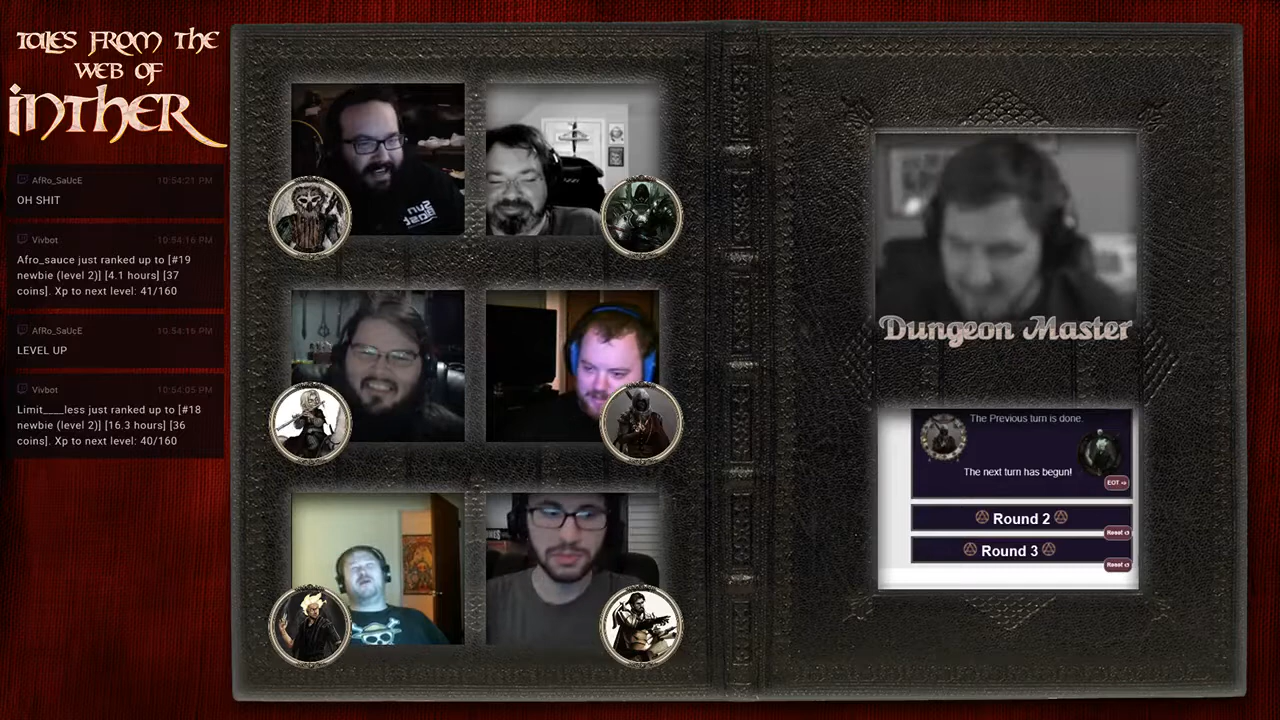 TALES FROM THE
WEB OF
INTHER
AfRo_SaUcE 10:54:21 PM
OH SHIT
Vivbot 10:54:16 PM
Afro_sauce just ranked up to [#19
newbie (level 2)] [4.1 hours] [37
coins]. Xp to next level: 41/160
AfRo_SaUcE 10:54:16 PM
LEVEL UP
Vivbot 10:54:05 PM
Limit____less just ranked up to [#18
newbie (level 2)] [16.3 hours] [36
coins]. Xp to next level: 40/160
Dungeon Master
The Previous turn is done.
The next turn has begun!
EOT
Round 2
Reset
Round 3
Reset